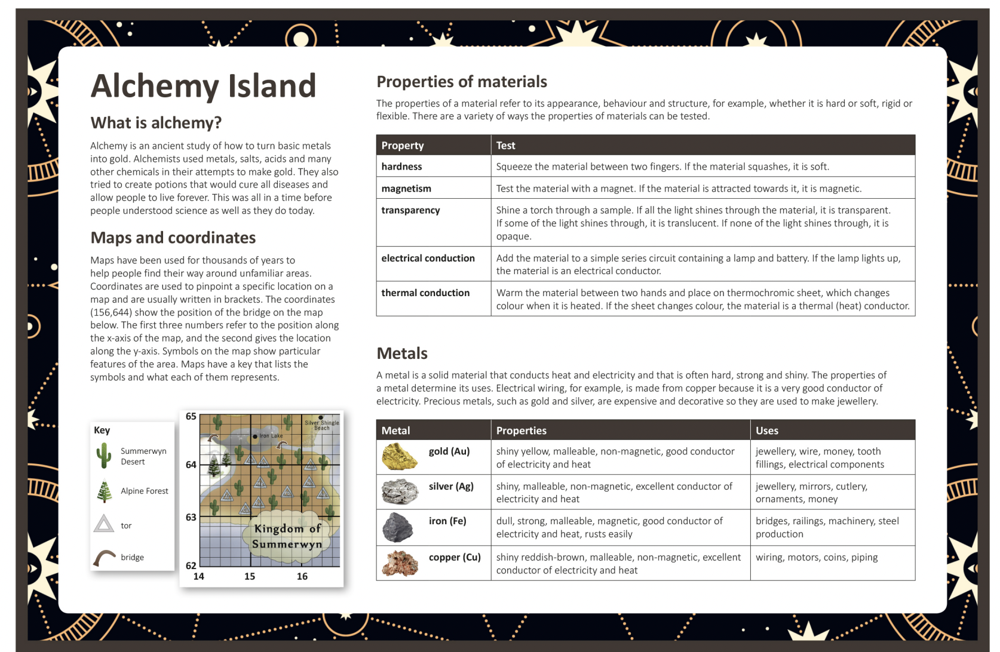 Alchemy Island
What is alchemy?
Alchemy is an ancient study of how to turn basic metals
into gold. Alchemists used metals, salts, acids and many
other chemicals in their attempts to make gold. They also
tried to create potions that would cure all diseases and
allow people to live forever. This was all in a time before
people understood science as well as they do today.
Maps and coordinates
Maps have been used for thousands of years to
help people find their way around unfamiliar areas.
Coordinates are used to pinpoint a specific location on a
map and are usually written in brackets. The coordinates
(156,644) show the position of the bridge on the map
below. The first three numbers refer to the position along
the x-axis of the map, and the second gives the location
along the y-axis. Symbols on the map show particular
features of the area. Maps have a key that lists the
symbols and what each of them represents.
Key
Summerwyn
Desert
Alpine Forest
tor
bridge
65
64
63
62
14 15 16
Silver Shingle
Beach
Iron Lake
Kingdom of
Summerwyn
Properties of materials
The properties of a material refer to its appearance, behaviour and structure, for example, whether it is hard or soft, rigid or
flexible. There are a variety of ways the properties of materials can be tested.
Property Test
hardness Squeeze the material between two fingers. If the material squashes, it is soft.
magnetism Test the material with a magnet. If the material is attracted towards it, it is magnetic.
transparency Shine a torch through a sample. If all the light shines through the material, it is transparent.
If some of the light shines through, it is translucent. If none of the light shines through, it is
opaque.
electrical conduction Add the material to a simple series circuit containing a lamp and battery. If the lamp lights up,
the material is an electrical conductor.
thermal conduction Warm the material between two hands and place on thermochromic sheet, which changes
colour when it is heated. If the sheet changes colour, the material is a thermal (heat) conductor.
Metals
A metal is a solid material that conducts heat and electricity and that is often hard, strong and shiny. The properties of
a metal determine its uses. Electrical wiring, for example, is made from copper because it is a very good conductor of
electricity. Precious metals, such as gold and silver, are expensive and decorative so they are used to make jewellery.
Metal Properties Uses
gold (Au) shiny yellow, malleable, non-magnetic, good conductor jewellery, wire, money, tooth
of electricity and heat fillings, electrical components
silver (Ag) shiny, malleable, non-magnetic, excellent conductor of jewellery, mirrors, cutlery,
electricity and heat ornaments, money
iron (Fe) dull, strong, malleable, magnetic, good conductor of bridges, railings, machinery, steel
electricity and heat, rusts easily production
copper (Cu) shiny reddish-brown, malleable, non-magnetic, excellent wiring, motors, coins, piping
conductor of electricity and heat